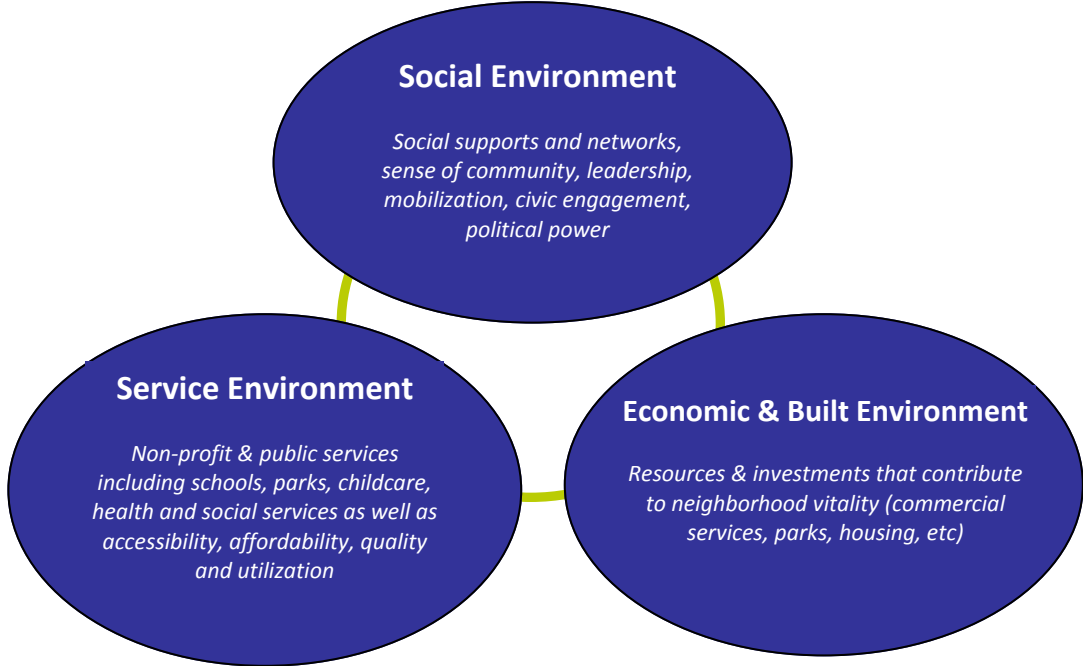 Social Environment
Social supports and networks,
sense of community, leadership,
mobilization, civic engagement,
political power
Service Environment
Non-profit & public services
including schools, parks, childcare,
health and social services as well as
accessibility, affordability, quality
and utilization
Economic & Built Environment
Resources & investments that contribute
to neighborhood vitality (commercial
services, parks, housing, etc)